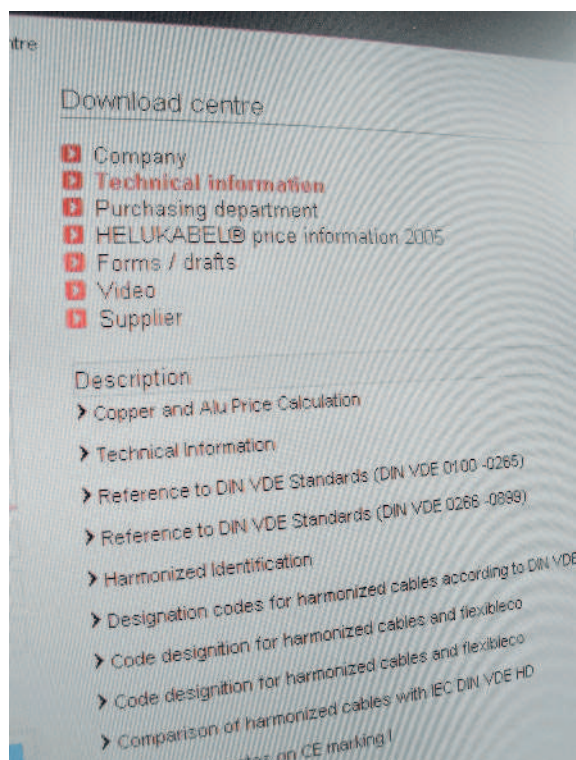 ntre
Download centre
Company
Technical information
Purchasing department
HELUKABEL® price information 2005
Forms / drafts
Video
Supplier
Description
Copper and Alu Price Calculation
Technical Information
Reference to DIN VDE Standards (DIN VDE 0100 -0265)
Reference to DIN VDE Standards (DIN VDE 0266 -0899)
Harmonized Identification
Designation codes for harmonized cables according to DIN VDE
Code designition for harmonized cables and flexibleco
Code designition for harmonized cables and flexibleco
Comparison of harmonized cables with IEC DIN VDE HD
on CE marking I